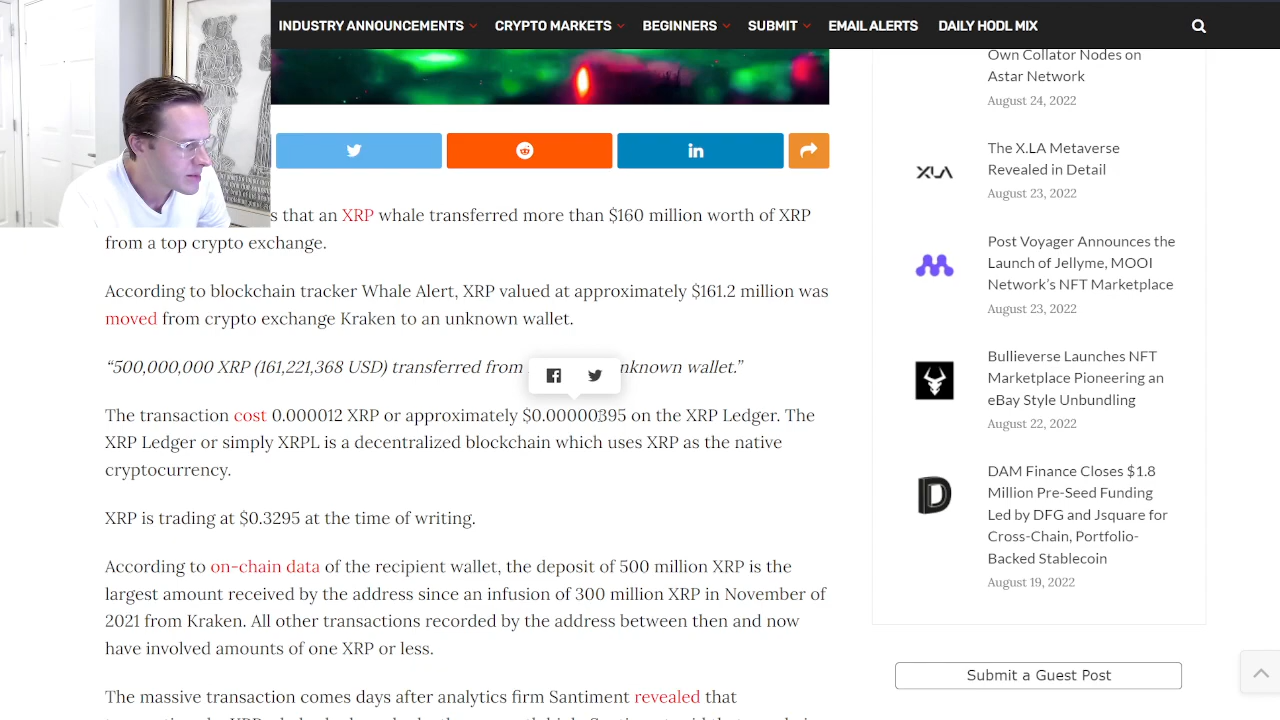 INDUSTRY ANNOUNCEMENTS
CRYPTO MARKETS
BEGINNERS
SUBMIT
EMAIL ALERTS
DAILY HODL MIX
in
s that an XRP whale transferred more than $160 million worth of XRP
from a top crypto exchange.
According to blockchain tracker Whale Alert, XRP valued at approximately $161.2 million was
moved from crypto exchange Kraken to an unknown wallet.
“500,000,000 XRP (161,221,368 USD) transferred from nknown wallet.”
The transaction cost 0.000012 XRP or approximately $0.00000395 on the XRP Ledger. The
XRP Ledger or simply XRPL is a decentralized blockchain which uses XRP as the native
cryptocurrency.
XRP is trading at $0.3295 at the time of writing.
According to on-chain data of the recipient wallet, the deposit of 500 million XRP is the
largest amount received by the address since an infusion of 300 million XRP in November of
2021 from Kraken. All other transactions recorded by the address between then and now
have involved amounts of one XRP or less.
The massive transaction comes days after analytics firm Santiment revealed that
Own Collator Nodes on
Astar Network
August 24, 2022
XLA
The X.LA Metaverse
Revealed in Detail
August 23, 2022
Post Voyager Announces the
Launch of Jellyme, MOOI
Network’s NFT Marketplace
August 23, 2022
Bullieverse Launches NFT
Marketplace Pioneering an
eBay Style Unbundling
August 22, 2022
D
DAM Finance Closes $1.8
Million Pre-Seed Funding
Led by DFG and Jsquare for
Cross-Chain, Portfolio-
Backed Stablecoin
August 19, 2022
Submit a Guest Post